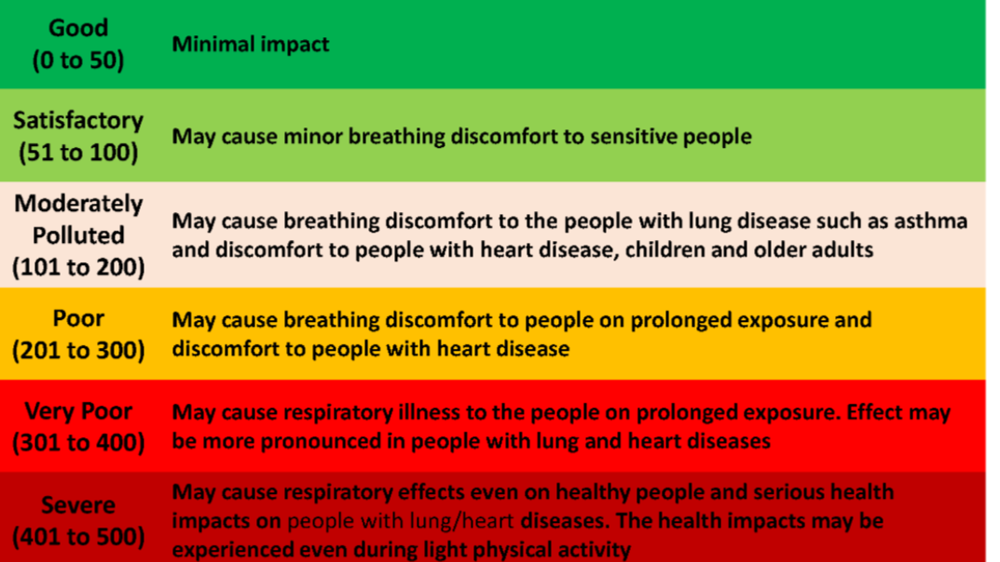 Good
(0 to 50)
Minimal impact
Satisfactory
(51 to 100)
May cause minor breathing discomfort to sensitive people
Moderately
Polluted
(101 to 200)
May cause breathing discomfort to the people with lung disease such as asthma
and discomfort to people with heart disease, children and older adults
Poor
(201 to 300)
May cause breathing discomfort to people on prolonged exposure and
discomfort to people with heart disease
Very Poor
(301 to 400)
May cause respiratory illness to the people on prolonged exposure. Effect may
be more pronounced in people with lung and heart diseases
Severe
(401 to 500)
May cause respiratory effects even on healthy people and serious health
impacts on people with lung/heart diseases. The health impacts may be
experienced even during light physical activity